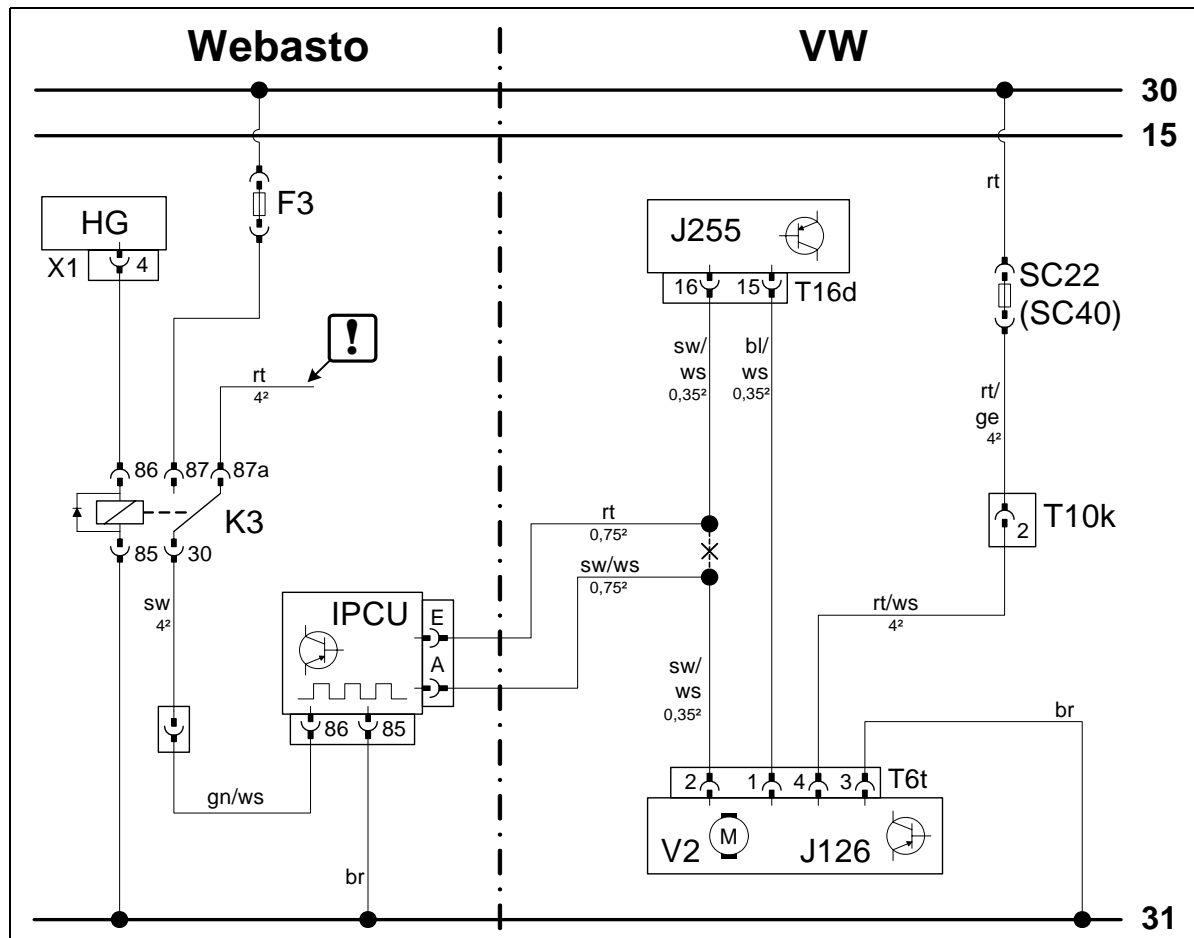 Webasto
VW
30
15
HG
X1
4
F3
!
rt
4²
86
87
87a
K3
85
30
sw
4²
gn/ws
IPCU
E
A
86
85
br
rt
0,75²
sw/ws
0,75²
J255
16
15
T16d
sw/
ws
0,35²
bl/
ws
0,35²
rt
SC22
(SC40)
rt/
ge
4²
2
T10k
rt/ws
4²
sw/
ws
0,35²
br
2
1
4
3
T6t
V2
M
J126
31